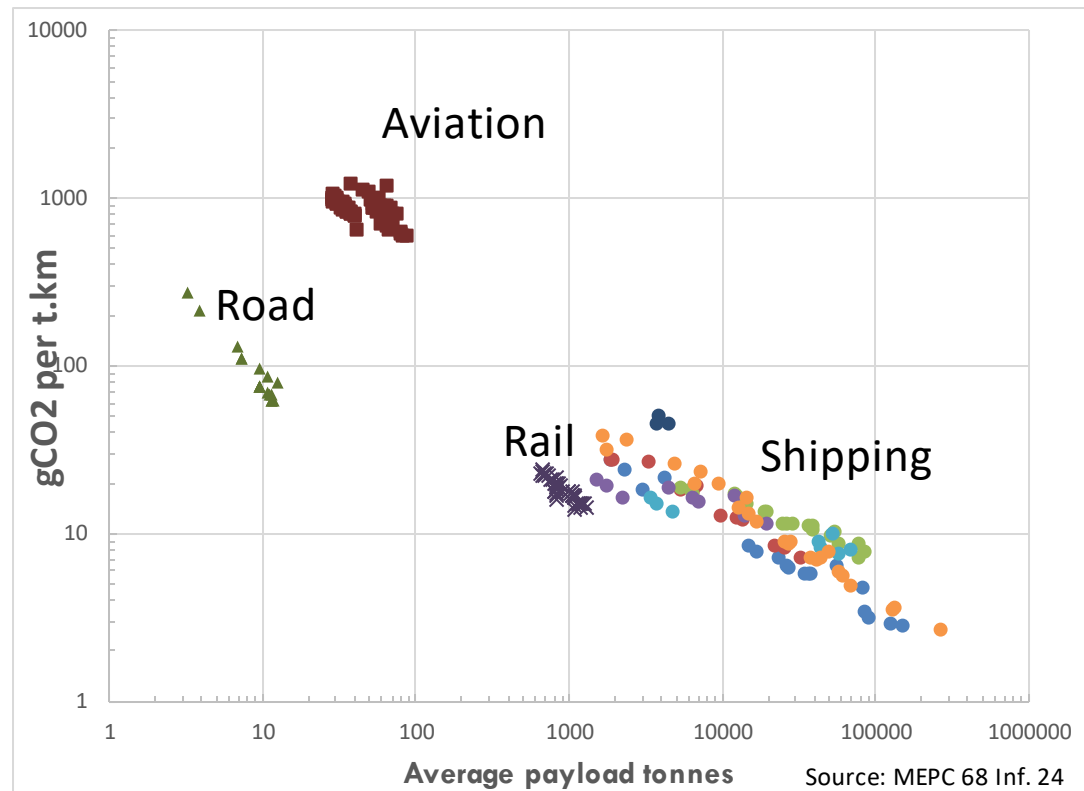 10000
1000
100
10
1
gCO2 per t.km
Aviation
Road
Rail
Shipping
1
10
100
1000
10000
100000
1000000
Average payload tonnes
Source: MEPC 68 Inf. 24